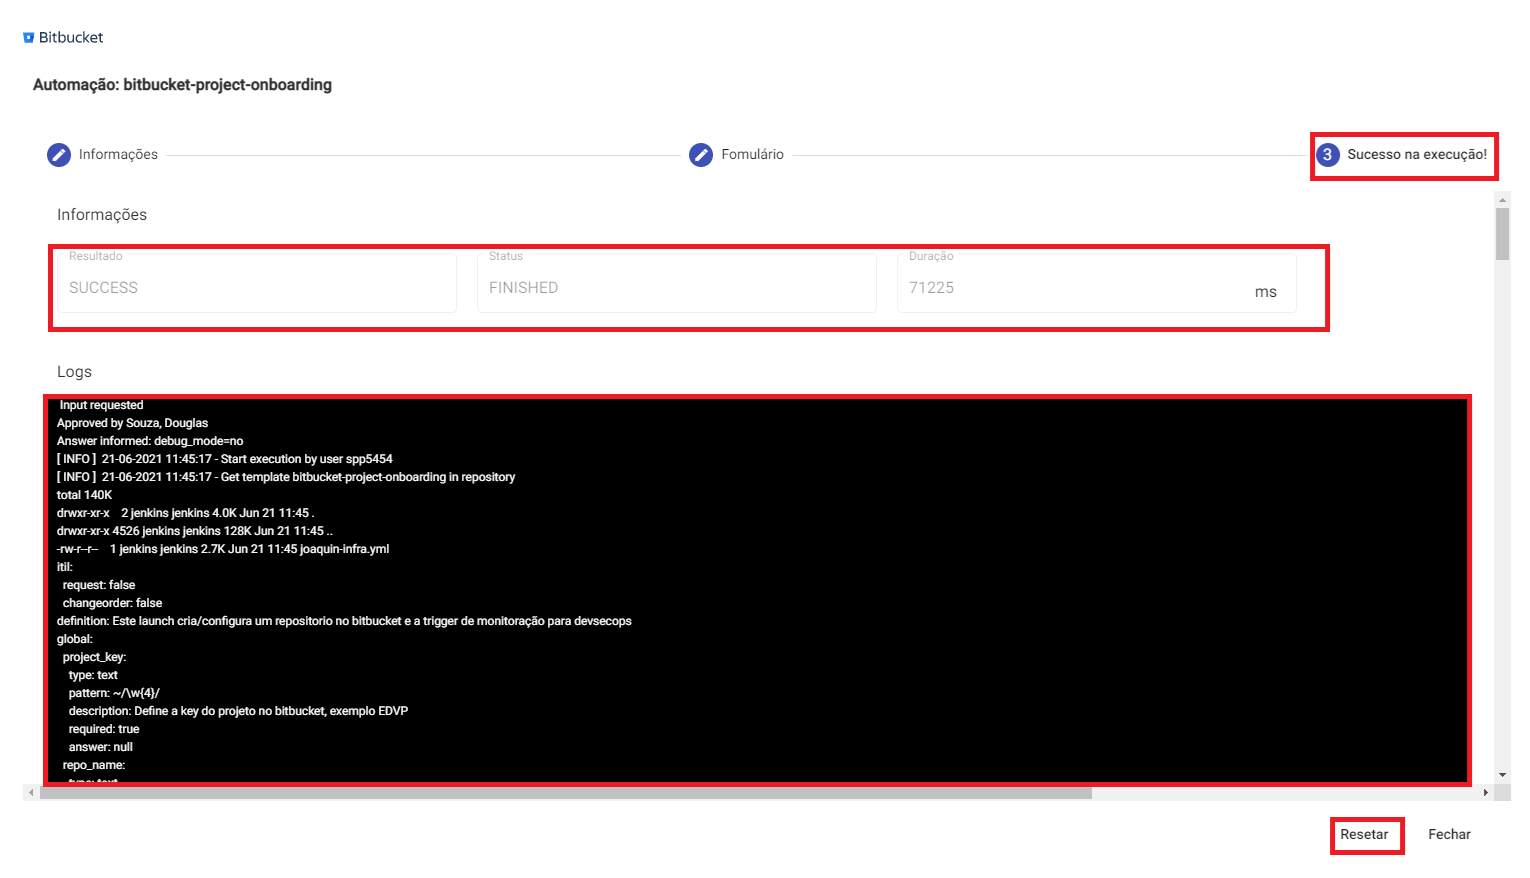 Bitbucket
Automação: bitbucket-project-onboarding
Informações
Fomulário
3 Sucesso na execução!
Informações
Resultado Status Duração
SUCCESS FINISHED 71225 ms
Logs
Input requested
Approved by Souza, Douglas
Answer informed: debug_mode=no
[ INFO ] 21-06-2021 11:45:17 - Start execution by user spp5454
[ INFO ] 21-06-2021 11:45:17 - Get template bitbucket-project-onboarding in repository
total 140K
drwxr-xr-x 2 jenkins jenkins 4.0K Jun 21 11:45 .
drwxr-xr-x 4526 jenkins jenkins 128K Jun 21 11:45 ..
-rw-r--r-- 1 jenkins jenkins 2.7K Jun 21 11:45 joaquin-infra.yml
itil:
request: false
changeorder: false
definition: Este launch cria/configura um repositorio no bitbucket e a trigger de monitoração para devsecops
global:
project_key:
type: text
pattern: ~/\w{4}/
description: Define a key do projeto no bitbucket, exemplo EDVP
required: true
answer: null
repo_name:
type: text
Resetar Fechar